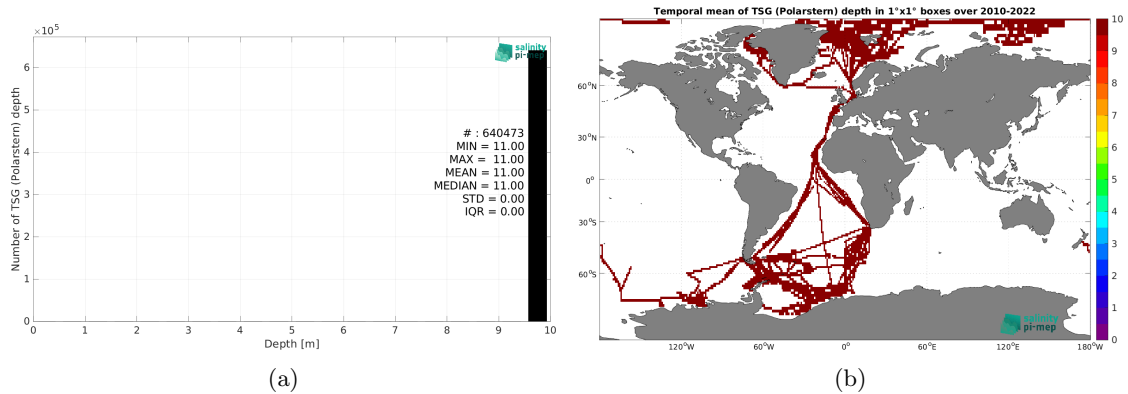 ×10⁵
salinity
pi-mep
6
5
4
3
2
1
0
Number of TSG (Polarstern) depth
# : 640473
MIN = 11.00
MAX = 11.00
MEAN = 11.00
MEDIAN = 11.00
STD = 0.00
IQR = 0.00
0 1 2 3 4 5 6 7 8 9 10
Depth [m]
(a)
Temporal mean of TSG (Polarstern) depth in 1°x1° boxes over 2010-2022
60°N
30°N
0°
30°S
60°S
120°W 60°W 0° 60°E 120°E 180°W
salinity
pi-mep
10
9
8
7
6
5
4
3
2
1
0
(b)